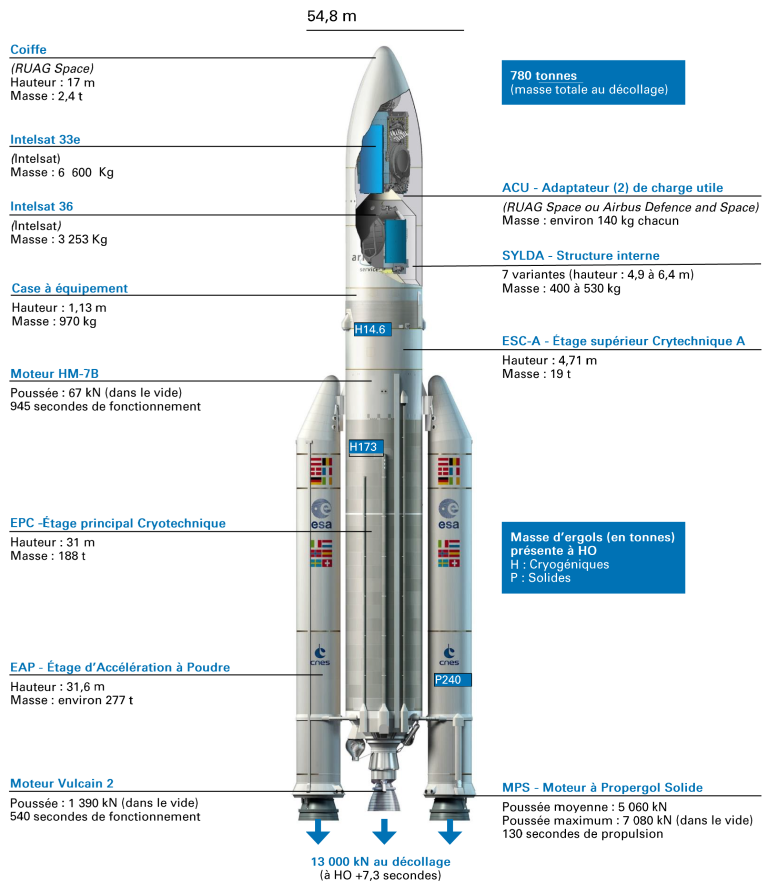 54,8 m
Coiffe
(RUAG Space)
Hauteur : 17 m
Masse : 2,4 t
780 tonnes
(masse totale au décollage)
Intelsat 33e
(Intelsat)
Masse : 6 600 Kg
ACU - Adaptateur (2) de charge utile
(RUAG Space ou Airbus Defence and Space)
Masse : environ 140 kg chacun
Intelsat 36
(Intelsat)
Masse : 3 253 Kg
SYLDA - Structure interne
7 variantes (hauteur : 4,9 à 6,4 m)
Masse : 400 à 530 kg
service
Case à équipement
Hauteur : 1,13 m
Masse : 970 kg
H14.6
ESC-A - Étage supérieur Crytechnique A
Hauteur : 4,71 m
Masse : 19 t
Moteur HM-7B
Poussée : 67 kN (dans le vide)
945 secondes de fonctionnement
H173
esa
esa
EPC -Étage principal Cryotechnique
Hauteur : 31 m
Masse : 188 t
Masse d'ergols (en tonnes)
présente à HO
H : Cryogéniques
P : Solides
cnes
cnes
EAP - Étage d'Accélération à Poudre
Hauteur : 31,6 m
Masse : environ 277 t
P240
Moteur Vulcain 2
Poussée : 1 390 kN (dans le vide)
540 secondes de fonctionnement
MPS - Moteur à Propergol Solide
Poussée moyenne : 5 060 kN
Poussée maximum : 7 080 kN (dans le vide)
130 secondes de propulsion
13 000 kN au décollage
(à HO +7,3 secondes)